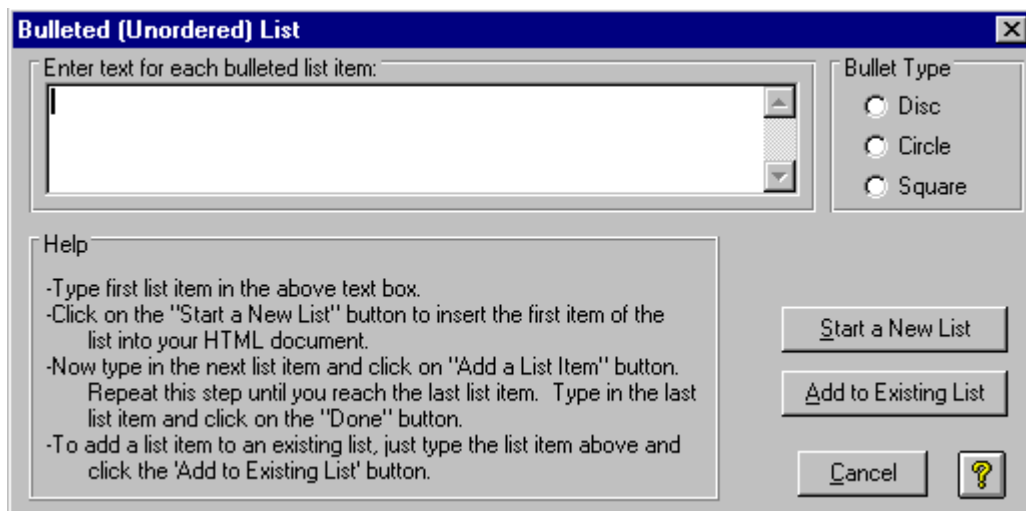 Bulleted (Unordered) List
Enter text for each bulleted list item:
Bullet Type
Disc
Circle
Square
Help
-Type first list item in the above text box.
-Click on the "Start a New List" button to insert the first item of the
list into your HTML document.
-Now type in the next list item and click on "Add a List Item" button.
Repeat this step until you reach the last list item.  Type in the last
list item and click on the "Done" button.
-To add a list item to an existing list, just type the list item above and
click the 'Add to Existing List' button.
Start a New List
Add to Existing List
Cancel
?